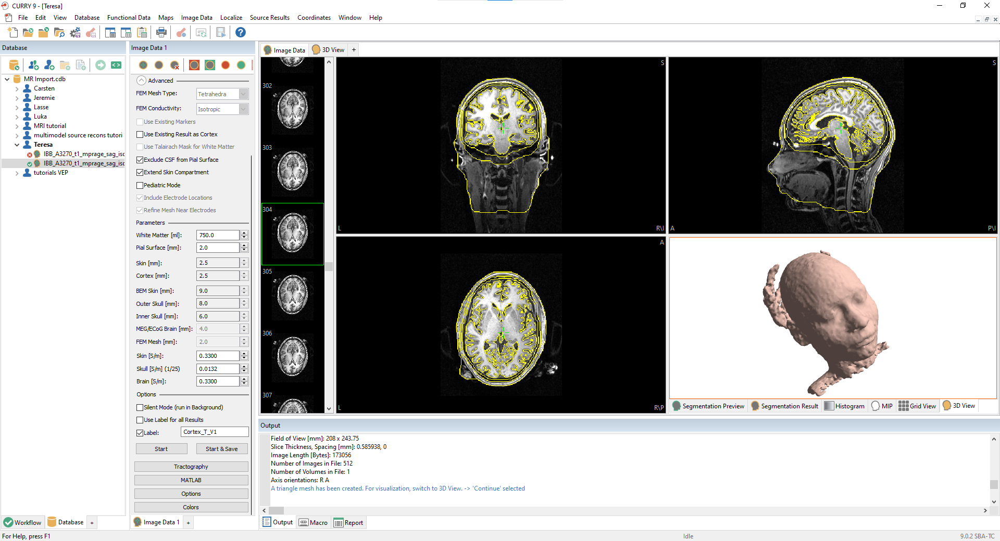 CURRY 9 - [Teresa]
File Edit View Database Functional Data Maps Image Data Localize Source Results Coordinates Window Help
Database
MR Import.cdb
Carsten
Jeremie
Lasse
Luka
MRI tutorial
multimodel source recons tutori
Teresa
IBB_A3270_t1_mprage_sag_isc
IBB_A3270_t1_mprage_sag_isc
tutorials VEP
Workflow Database +
Image Data 1
Advanced
FEM Mesh Type: Tetrahedra
FEM Conductivity: Isotropic
Use Existing Markers
Use Existing Result as Cortex
Use Talairach Mask for White Matter
Exclude CSF from Pial Surface
Extend Skin Compartment
Pediatric Mode
Include Electrode Locations
Refine Mesh Near Electrodes
Parameters
White Matter [ml]: 750.0
Pial Surface [mm]: 2.0
Skin [mm]: 2.5
Cortex [mm]: 2.5
BEM Skin [mm]: 9.0
Outer Skull [mm]: 8.0
Inner Skull [mm]: 6.0
MEG/ECoG Brain [mm]: 4.0
FEM Mesh [mm]: 2.0
Skin [S/m]: 0.3300
Skull [S/m] (1/25) 0.0132
Brain [S/m]: 0.3300
Options
Silent Mode (run in Background)
Use Label for all Results
Label: Cortex_T_V1
Start Start & Save
Tractography
MATLAB
Options
Colors
Image Data 1 +
Image Data 3D View +
302
303
304
305
306
307
S
L R\I
S
A P\I
A
L R\P
Segmentation Preview Segmentation Result Histogram MIP Grid View 3D View
Output
Field of View [mm]: 208 x 243.75
Slice Thickness, Spacing [mm]: 0.585938, 0
Image Length [Bytes]: 173056
Number of Images in File: 512
Number of Volumes in File: 1
Axis orientations: R A
A triangle mesh has been created. For visualization, switch to 3D View. -> 'Continue' selected
Output Macro Report
For Help, press F1 Idle 9.0.2 SBA-TC